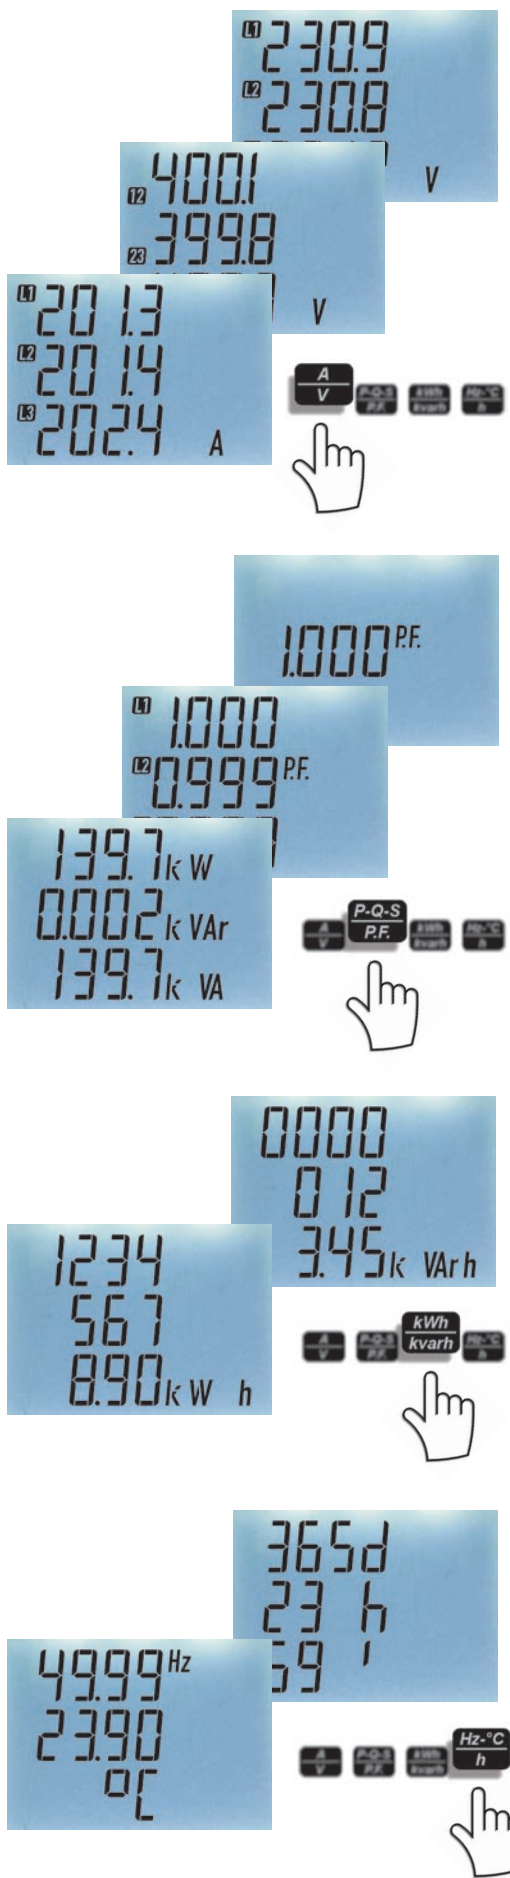 L1 230.9
L2 230.8
V
12 400.1
23 399.8
V
L1 201.3
L2 201.4
L3 202.4 A
A
V
P-Q-S
P.F.
kWh
kvarh
Hz-°C
h
1.000 P.F.
L1 1.000
L2 0.999 P.F.
139.7 kW
0.002 kVAr
139.7 kVA
A
V
P-Q-S
P.F.
kWh
kvarh
Hz-°C
h
0000
012
3.45 kVArh
1234
567
8.90 kW h
A
V
P-Q-S
P.F.
kWh
kvarh
Hz-°C
h
365d
23 h
59 '
49.99 Hz
23.90
°C
A
V
P-Q-S
P.F.
kWh
kvarh
Hz-°C
h